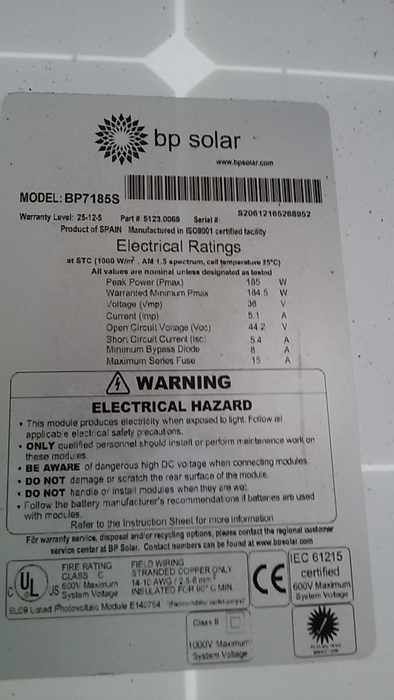 bp solar
www.bpsolar.com
MODEL: BP7185S
S20612165268952
Warranty Level: 25-12-5 Part #: 5123.0069 Serial #:
Product of SPAIN Manufactured in ISO9001 certified facility
Electrical Ratings
at STC (1000 W/m², AM 1.5 spectrum, cell temperature 25°C)
All values are nominal unless designated as tested
Peak Power (Pmax) 185 W
Warranted Minimum Pmax 184.5 W
Voltage (Vmp) 36 V
Current (Imp) 5.1 A
Open Circuit Voltage (Voc) 44.2 V
Short Circuit Current (Isc) 5.4 A
Minimum Bypass Diode 8 A
Maximum Series Fuse 15 A
WARNING
ELECTRICAL HAZARD
• This module produces electricity when exposed to light. Follow all
applicable electrical safety precautions.
• ONLY qualified personnel should install or perform maintenance work on
these modules.
• BE AWARE of dangerous high DC voltage when connecting modules.
• DO NOT damage or scratch the rear surface of the module.
• DO NOT handle or install modules when they are wet.
• Follow the battery manufacturer's recommendations if batteries are used
with modules.
Refer to the Instruction Sheet for more information
For warranty service, disposal and/or recycling options, please contact the regional customer
service center at BP Solar. Contact numbers can be found at www.bpsolar.com
C UL US
FIRE RATING
CLASS C
600V Maximum
System Voltage
FIELD WIRING
STRANDED COPPER ONLY
14-10 AWG / 2.5-6 mm²
INSULATED FOR 90° C MIN.
Listed Photovoltaic Module E140764
CE
IEC 61215
certified
600V Maximum
System Voltage
Class II
1000V Maximum
System Voltage